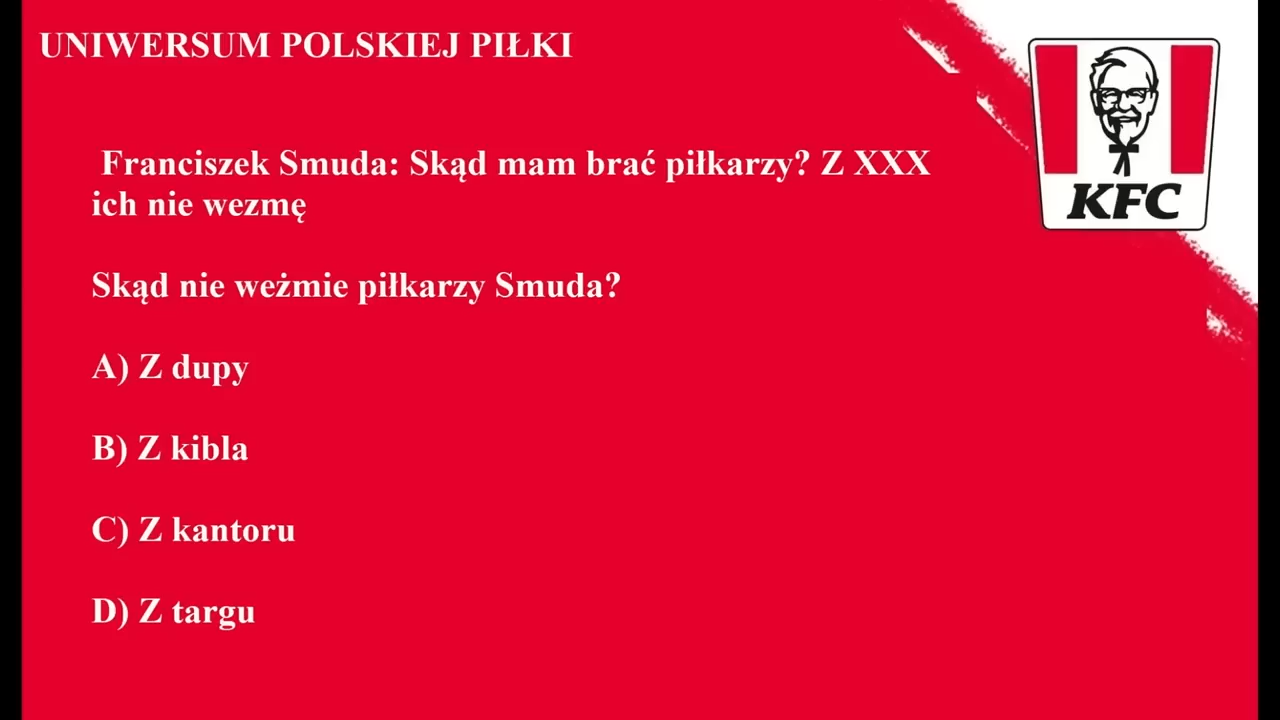 UNIWERSUM POLSKIEJ PIŁKI
Franciszek Smuda: Skąd mam brać piłkarzy? Z XXX
ich nie wezmę
Skąd nie weżmie piłkarzy Smuda?
A) Z dupy
B) Z kibla
C) Z kantoru
D) Z targu
KFC